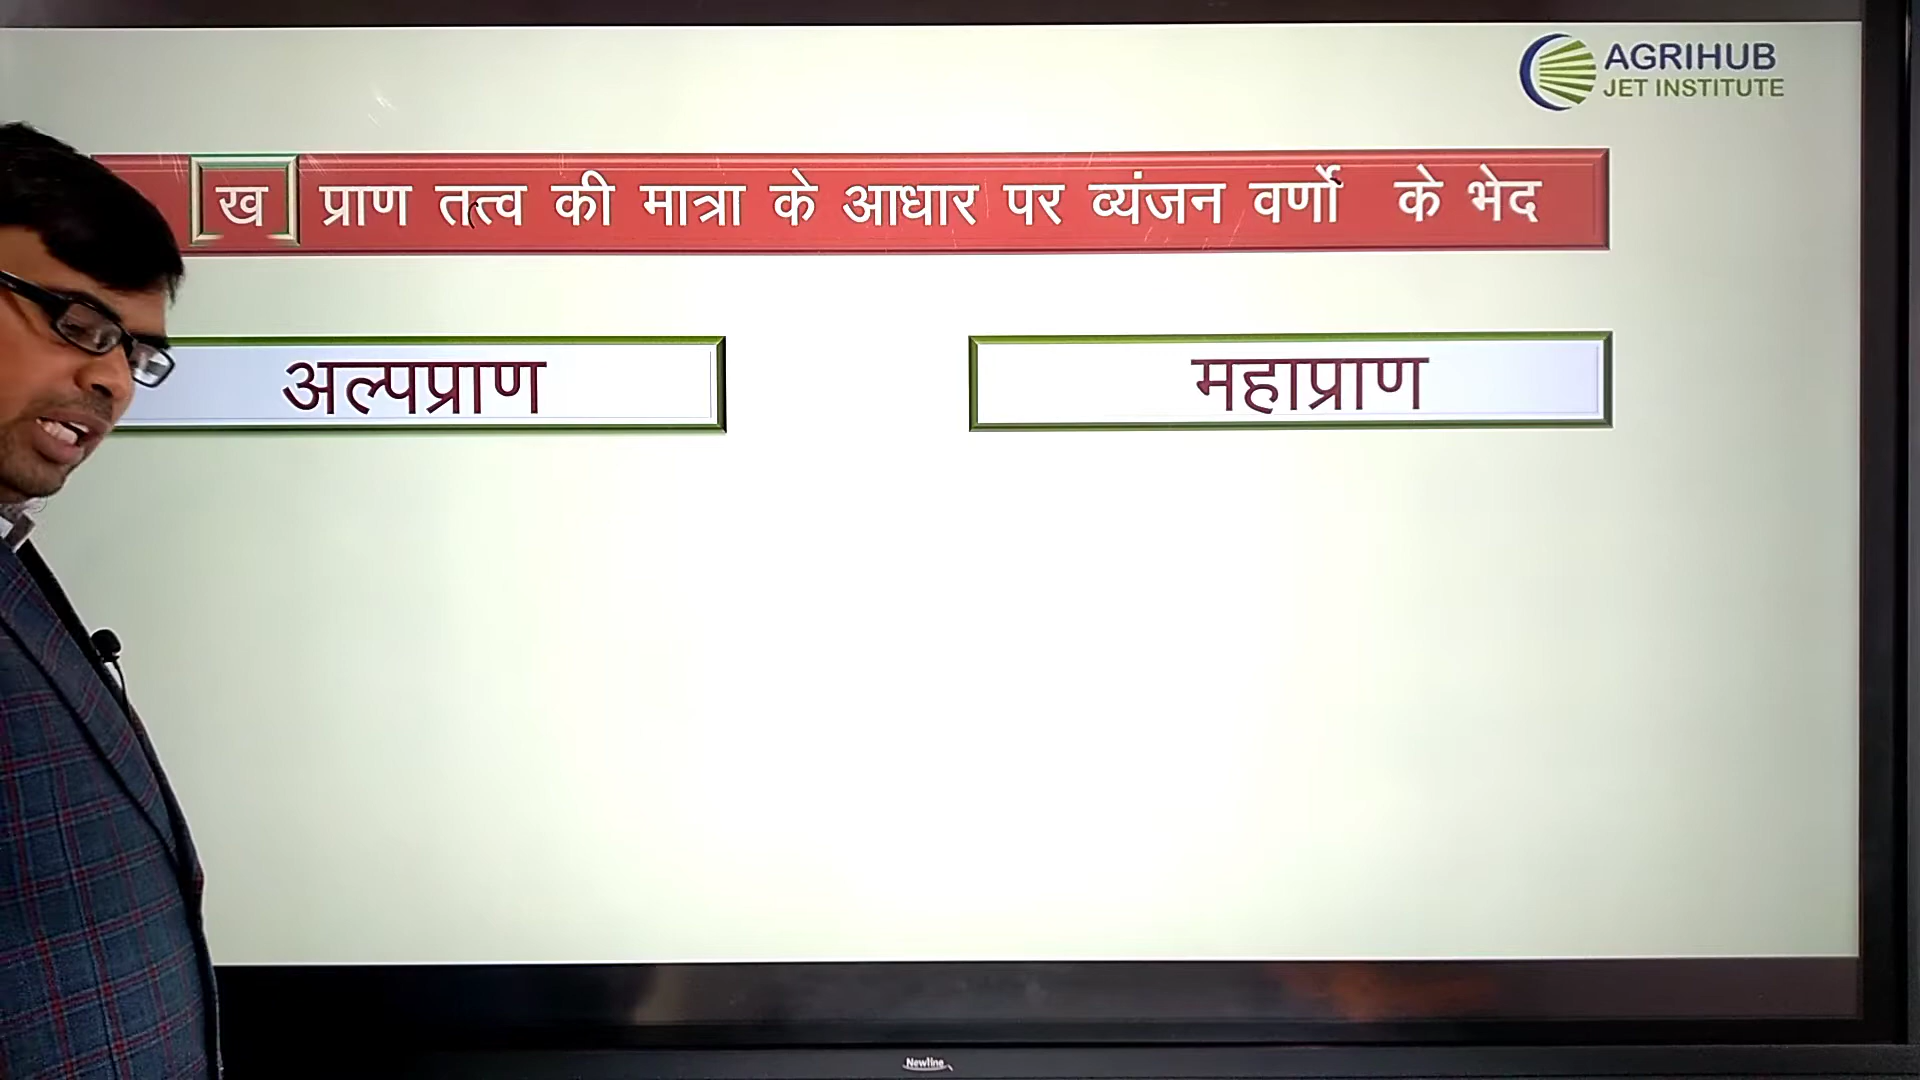 AGRIHUB
JET INSTITUTE
ख प्राण तत्व की मात्रा के आधार पर व्यंजन वर्णो के भेद
अल्पप्राण
महाप्राण
Newline